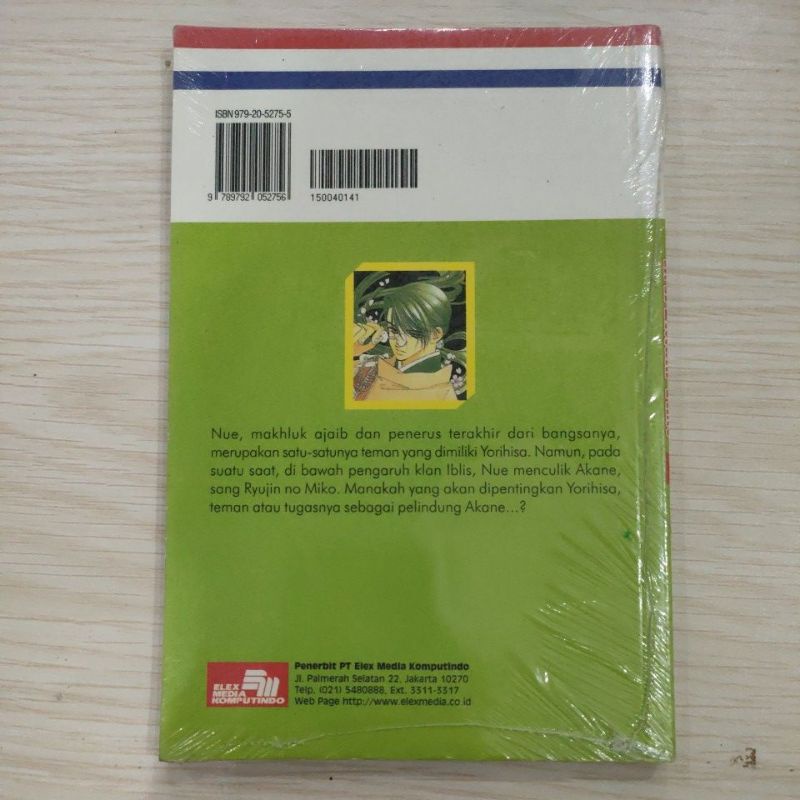 ISBN 979-20-5275-5
9 789792 052756
150040141
Nue, makhluk ajaib dan penerus terakhir dari bangsanya,
merupakan satu-satunya teman yang dimiliki Yorihisa. Namun, pada
suatu saat, di bawah pengaruh klan Iblis, Nue menculik Akane,
sang Ryujin no Miko. Manakah yang akan dipentingkan Yorihisa,
teman atau tugasnya sebagai pelindung Akane...?
ELEX
MEDIA
KOMPUTINDO
Penerbit PT Elex Media Komputindo
Jl. Palmerah Selatan 22, Jakarta 10270
Telp. (021) 5480888, Ext. 3311-3317
Web Page http://www.elexmedia.co.id